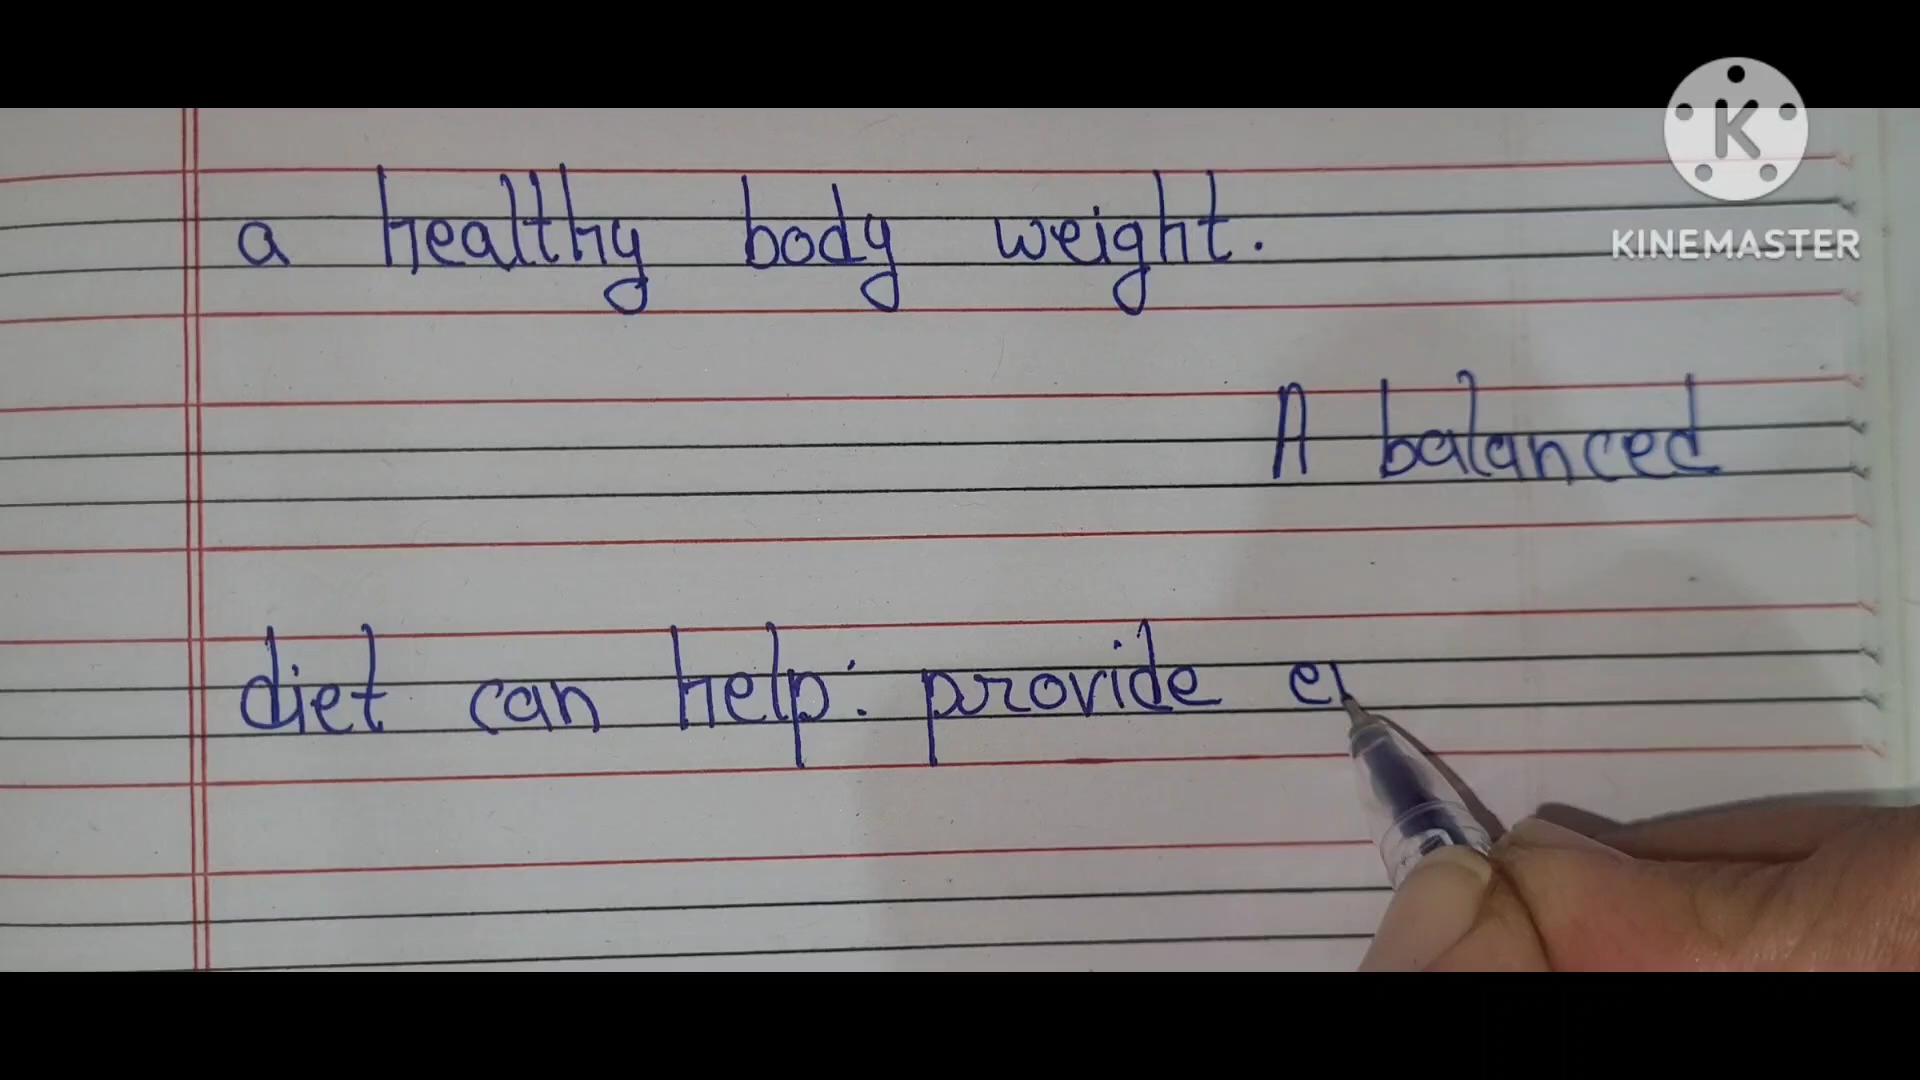 a healthy body weight.
A balanced
diet can help: provide
KINEMASTER